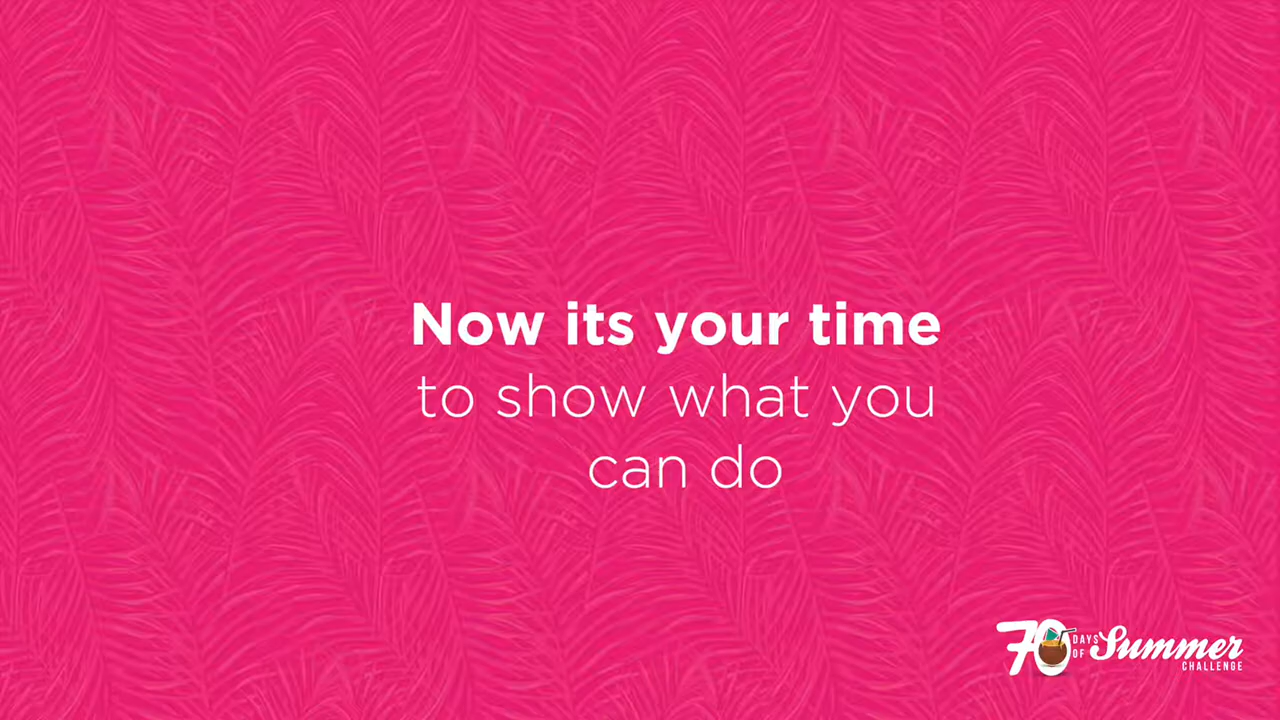 Now its your time
to show what you
can do
70 DAYS OF Summer
CHALLENGE